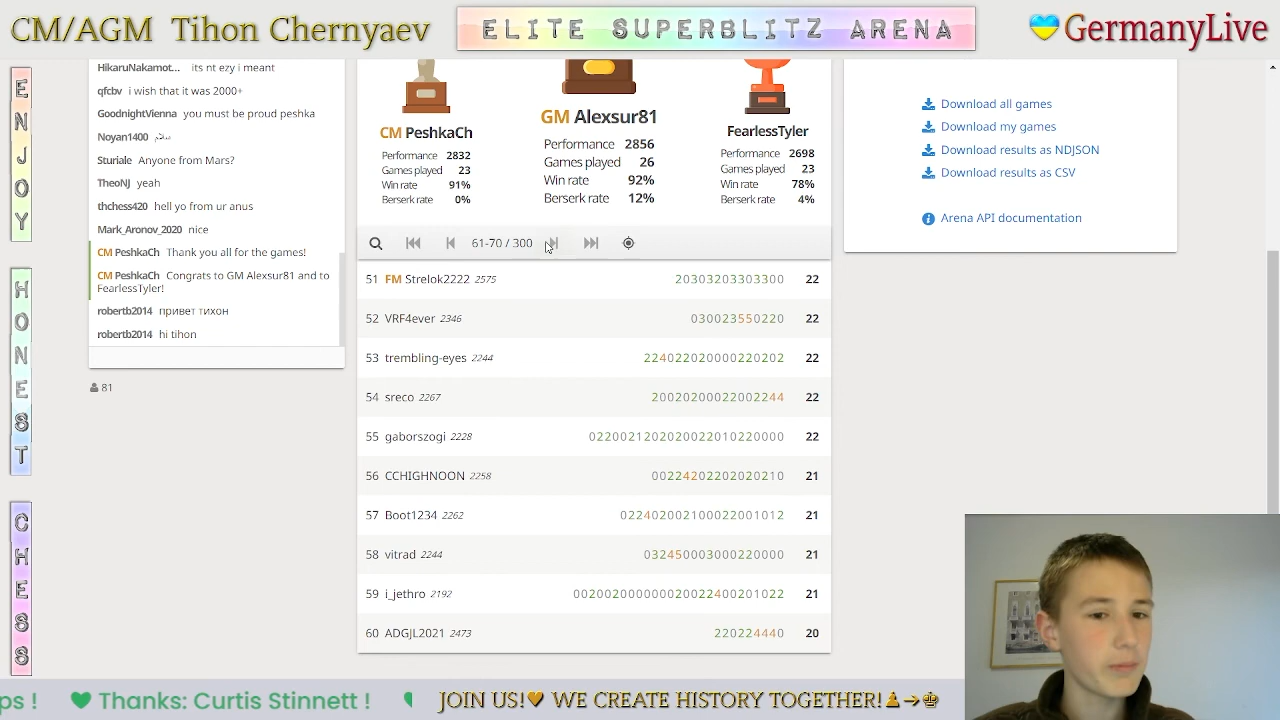 CM/AGM Tihon Chernyaev
ELITE SUPERBLITZ ARENA
GermanyLive
ENJOY
HONEST
CHESS
HikaruNakamot... its nt ezy i meant
qfcbv i wish that it was 2000+
GoodnightVienna you must be proud peshka
Noyan1400 سلام
Sturiale Anyone from Mars?
TheoNJ yeah
thchess420 hell yo from ur anus
Mark_Aronov_2020 nice
CM PeshkaCh Thank you all for the games!
CM PeshkaCh Congrats to GM Alexsur81 and to
FearlessTyler!
robertb2014 привет тихон
robertb2014 hi tihon
81
CM PeshkaCh
Performance 2832
Games played 23
Win rate 91%
Berserk rate 0%
GM Alexsur81
Performance 2856
Games played 26
Win rate 92%
Berserk rate 12%
FearlessTyler
Performance 2698
Games played 23
Win rate 78%
Berserk rate 4%
61-70 / 300
51 FM Strelok2222 2575 20303203303300 22
52 VRF4ever 2346 030023550220 22
53 trembling-eyes 2244 224022020000220202 22
54 sreco 2267 20020200022002244 22
55 gaborszogi 2228 0220021202020022010220000 22
56 CCHIGHNOON 2258 00224202202020210 21
57 Boot1234 2262 022402002100022001012 21
58 vitrad 2244 032450003000220000 21
59 i_jethro 2192 002002000000020022400201022 21
60 ADGJL2021 2473 220224440 20
Download all games
Download my games
Download results as NDJSON
Download results as CSV
Arena API documentation
ps ! Thanks: Curtis Stinnett !
JOIN US! WE CREATE HISTORY TOGETHER!